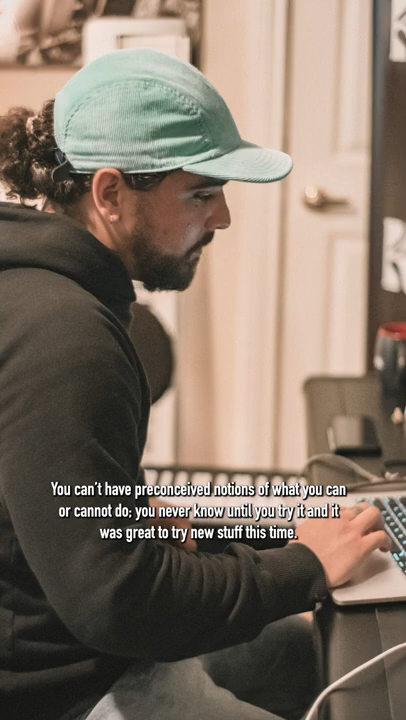 You can't have preconceived notions of what you can
or cannot do; you never know until you try it and it
was great to try new stuff this time.